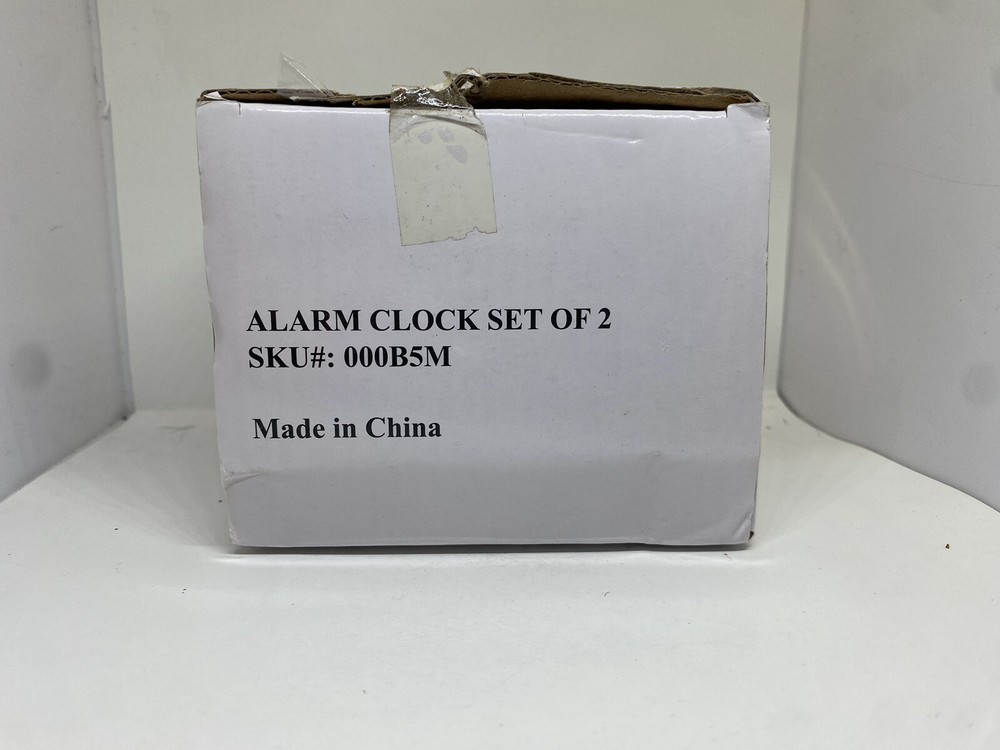 ALARM CLOCK SET OF 2
SKU#: 000B5M
Made in China